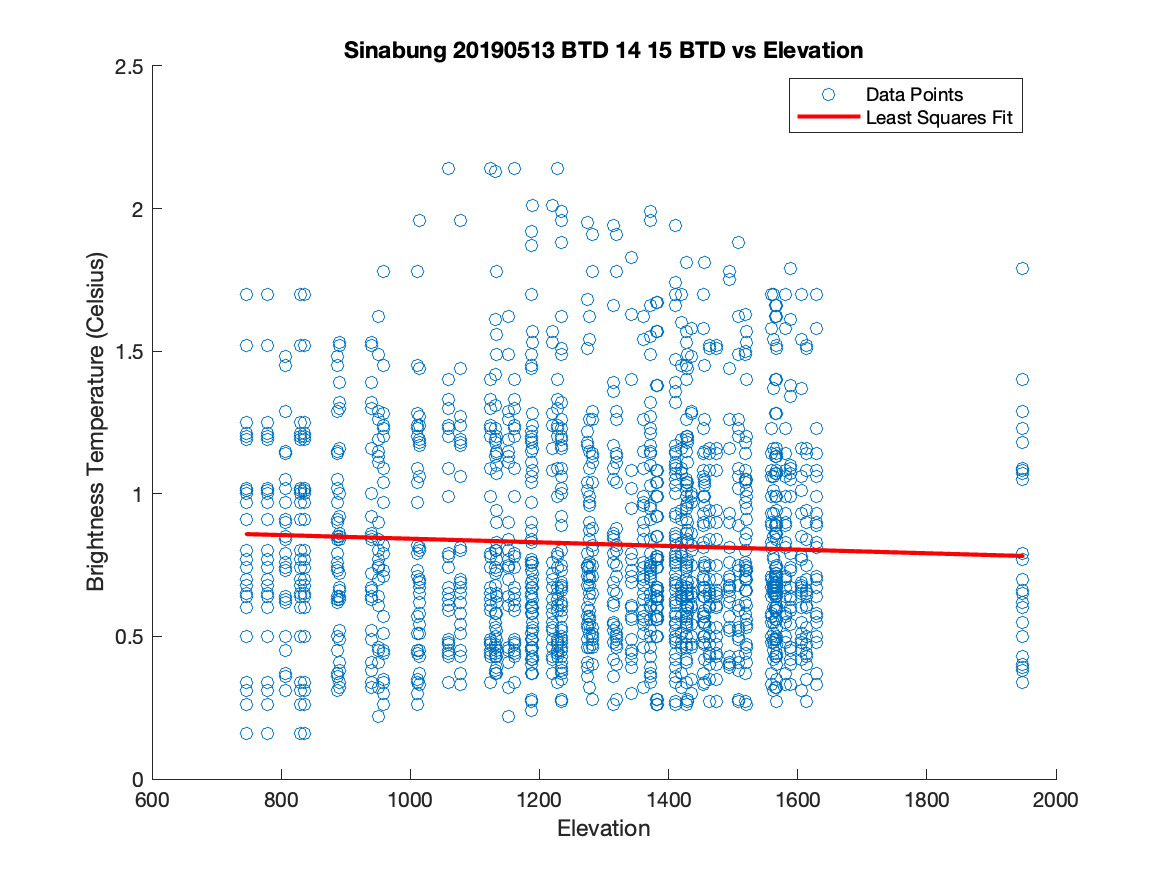 Sinabung 20190513 BTD 14 15 BTD vs Elevation
Data Points
Least Squares Fit
Brightness Temperature (Celsius)
2.5
2
1.5
1
0.5
0
600 800 1000 1200 1400 1600 1800 2000
Elevation